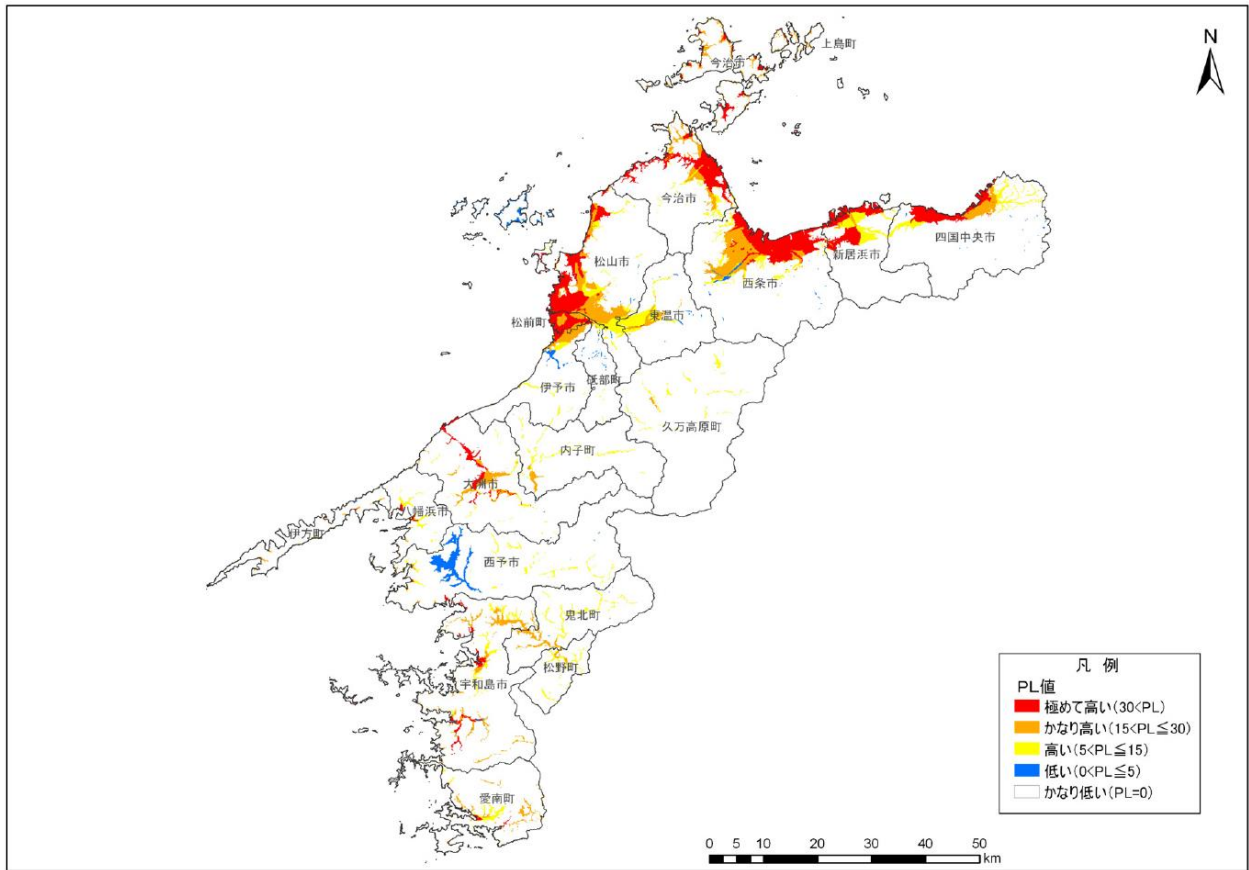 上島町
今治市
N
今治市
四国中央市
新居浜市
松山市
西条市
東温市
松前町
伊予市
砥部町
久万高原町
内子町
大洲市
八幡浜市
伊方町
西予市
鬼北町
松野町
宇和島市
愛南町
凡 例
PL値
極めて高い(30<PL)
かなり高い(15<PL≦30)
高い(5<PL≦15)
低い(0<PL≦5)
かなり低い(PL=0)
0 5 10 20 30 40 50
km